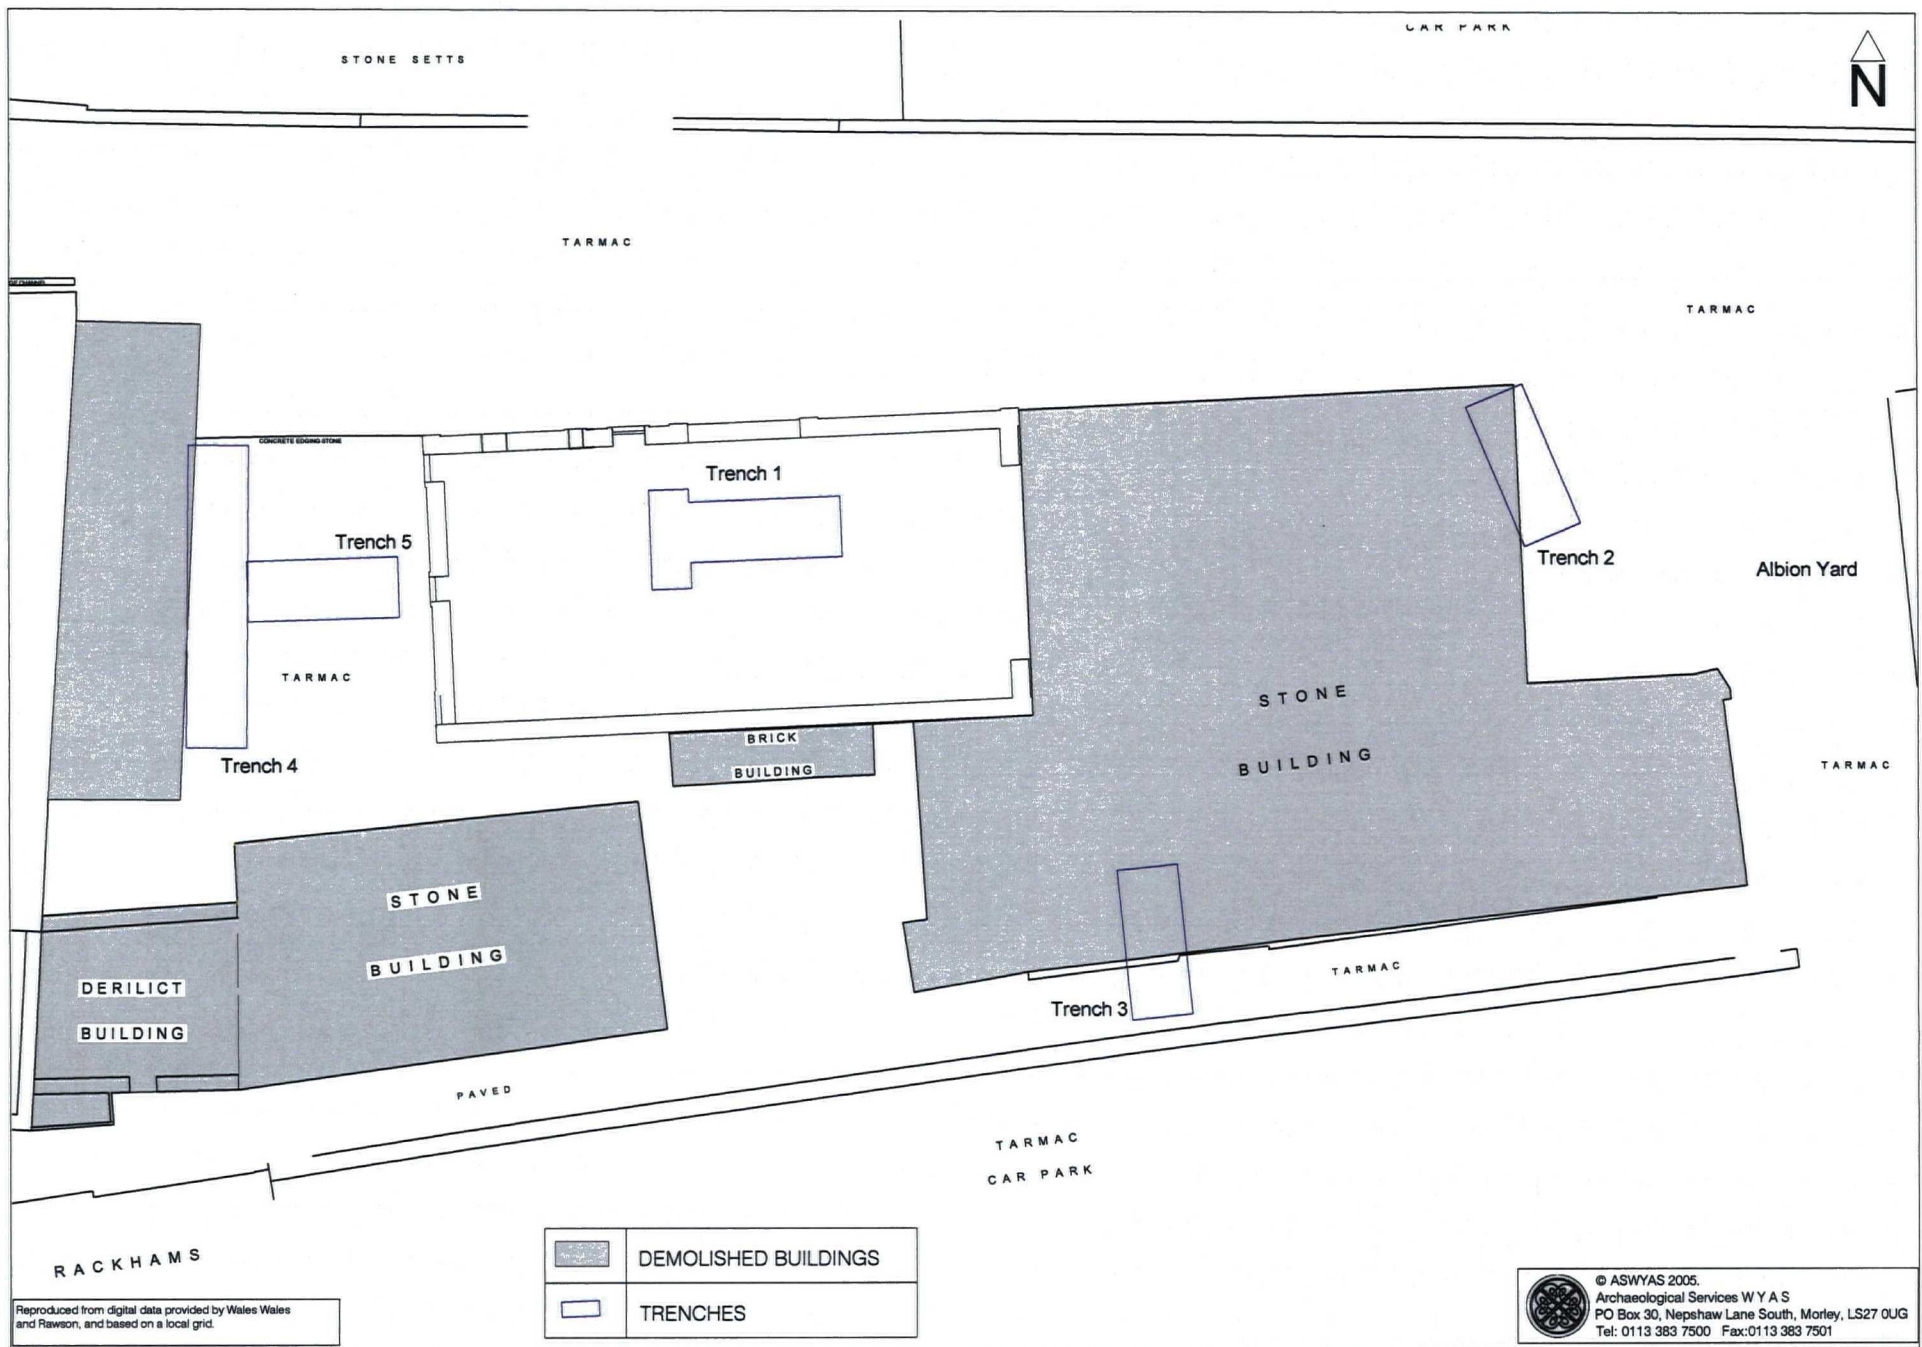 CAR PARK
N
STONE SETTS
TARMAC
TARMAC
CONCRETE EDGING STONE
Trench 1
Trench 5
Trench 2
Albion Yard
TARMAC
STONE
BUILDING
BRICK
BUILDING
Trench 4
TARMAC
STONE
BUILDING
DERILICT
BUILDING
TARMAC
Trench 3
PAVED
TARMAC
CAR PARK
RACKHAMS
DEMOLISHED BUILDINGS
TRENCHES
Reproduced from digital data provided by Wales Wales
and Rawson, and based on a local grid.
© ASWYAS 2005.
Archaeological Services W Y A S
PO Box 30, Nepshaw Lane South, Morley, LS27 0UG
Tel: 0113 383 7500 Fax:0113 383 7501